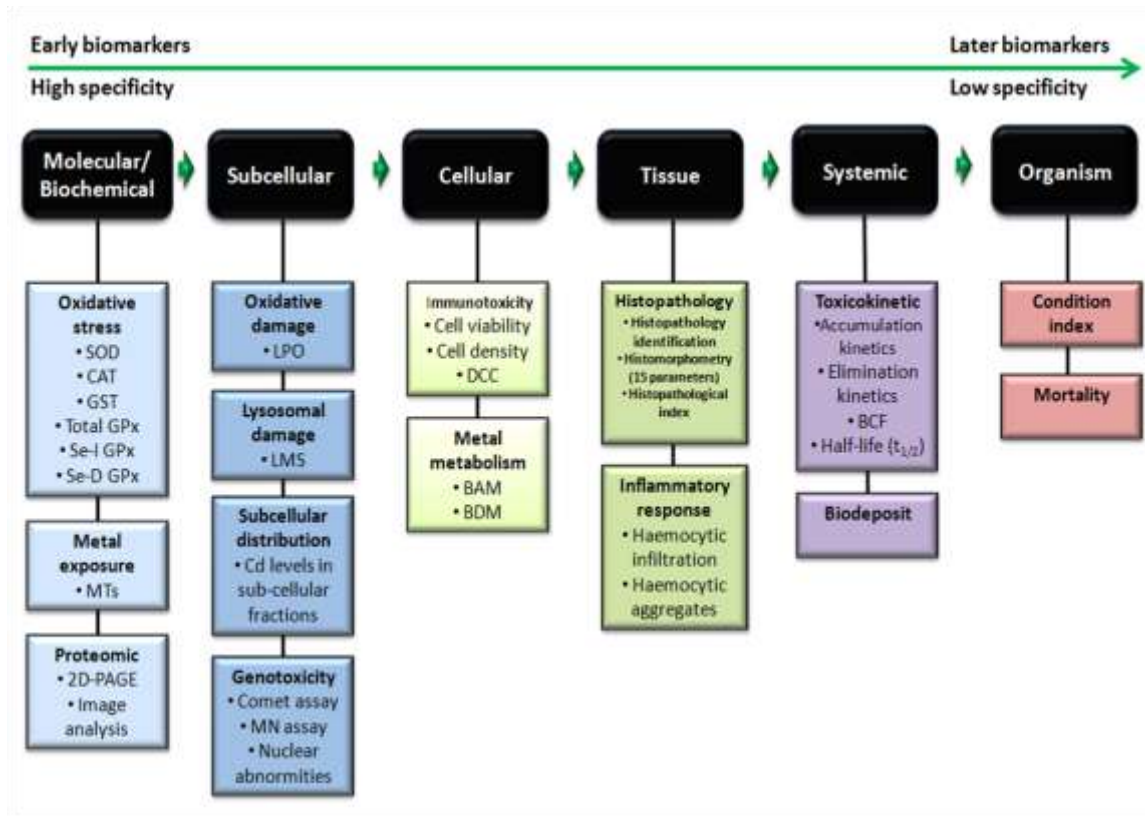 Early biomarkers
Later biomarkers
High specificity
Low specificity
Molecular/
Biochemical
Subcellular
Cellular
Tissue
Systemic
Organism
Oxidative
stress
• SOD
• CAT
• GST
• Total GPx
• Se-I GPx
• Se-D GPx
Metal
exposure
• MTs
Proteomic
• 2D-PAGE
• Image
analysis
Oxidative
damage
• LPO
Lysosomal
damage
• LMS
Subcellular
distribution
• Cd levels in
sub-cellular
fractions
Genotoxicity
• Comet assay
• MN assay
• Nuclear
abnormities
Immunotoxicity
• Cell viability
• Cell density
• DCC
Metal
metabolism
• BAM
• BDM
Histopathology
• Histopathology
identification
• Histomorphometry
(15 parameters)
• Histopathological
index
Inflammatory
response
• Haemocytic
infiltration
• Haemocytic
aggregates
Toxicokinetic
• Accumulation
kinetics
• Elimination
kinetics
• BCF
• Half-life (t1/2)
Biodeposit
Condition
index
Mortality